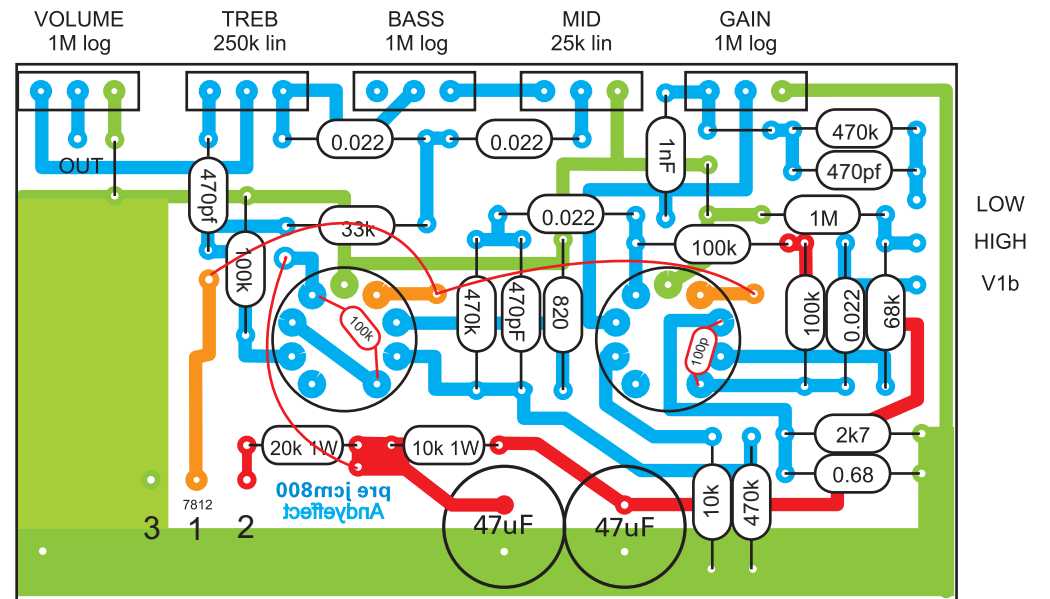 VOLUME TREB BASS MID GAIN
1M log 250k lin 1M log 25k lin 1M log
470k
0.022 0.022
1nF
OUT
470pf
470pf
LOW
0.022 1M
33k
HIGH
100k
100k
V1b
470k 470pF 820 100k 0.022 68k
100k
100p
2k7
20k 1W 10k 1W
0.68
pre jcm800
Andyeffect
10k 470k
7812
3 1 2
47uF 47uF